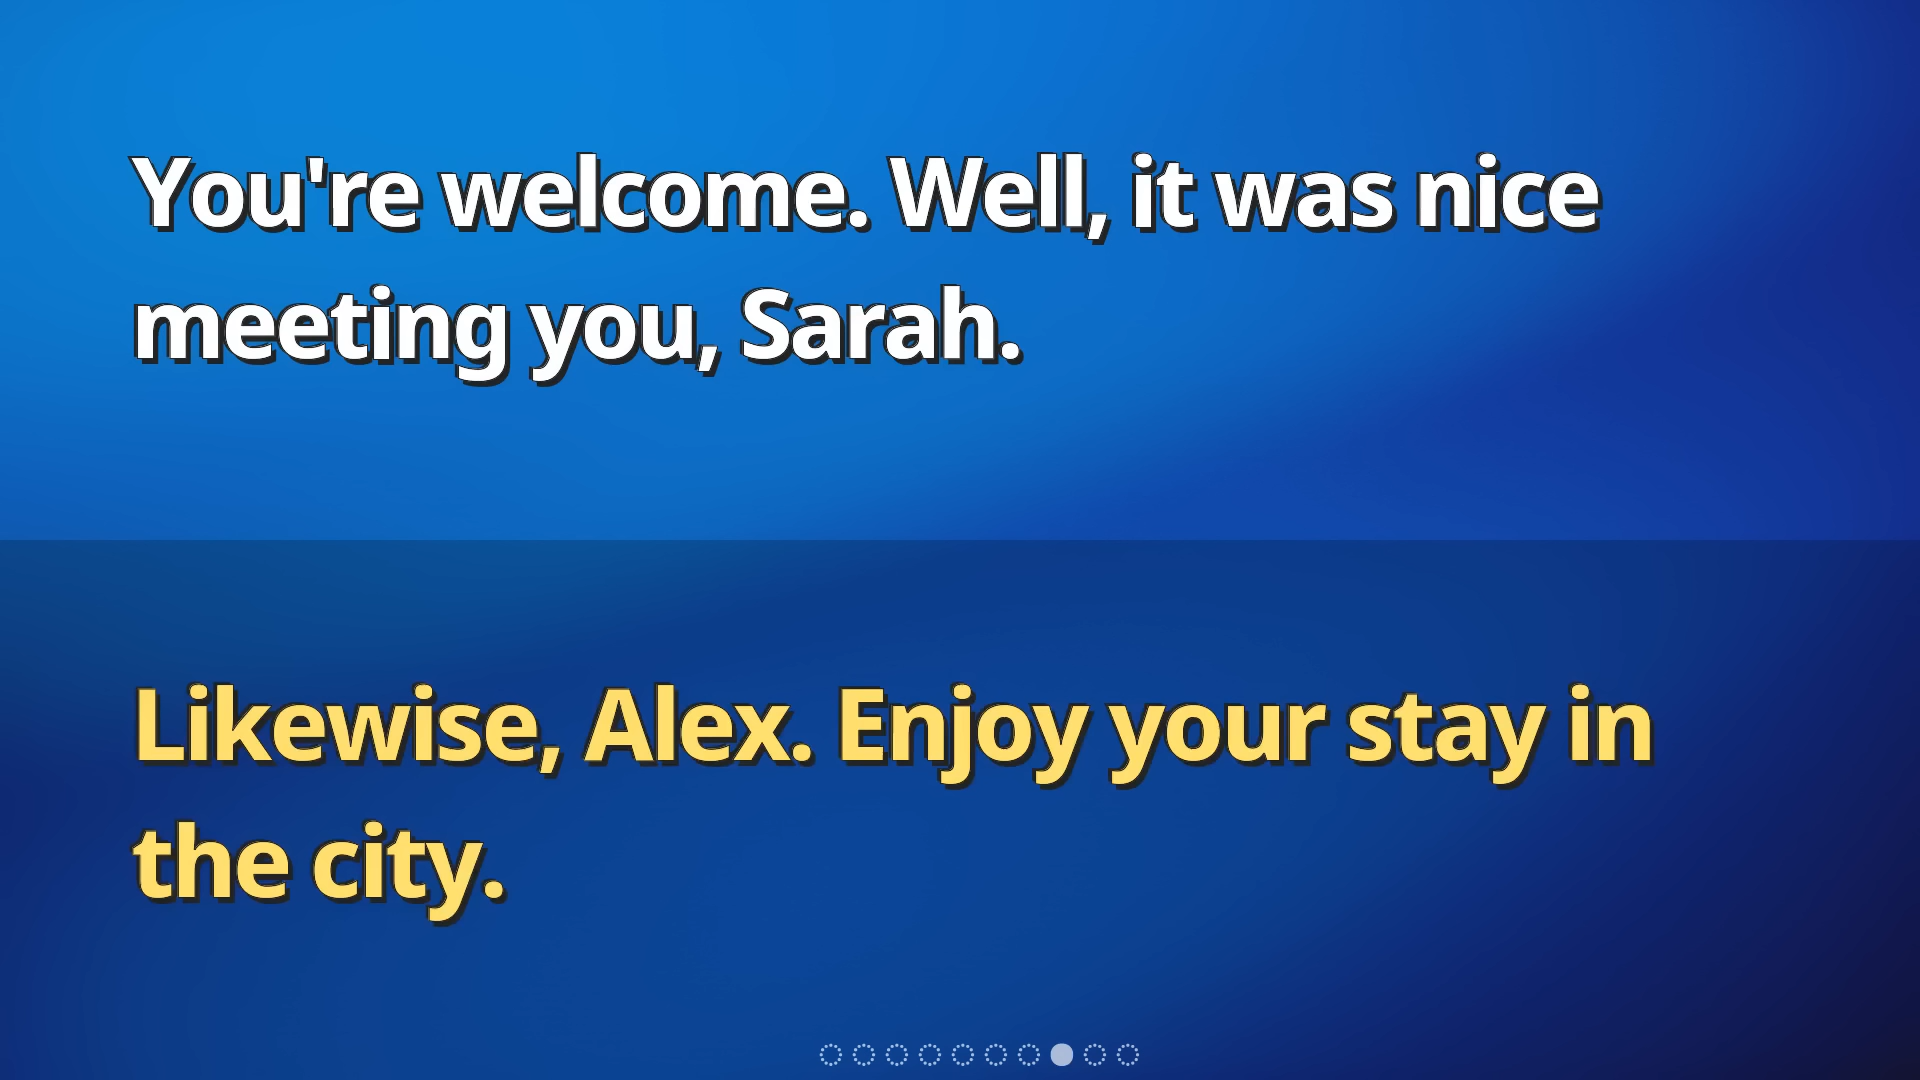 You're welcome. Well, it was nice
meeting you, Sarah.
Likewise, Alex. Enjoy your stay in
the city.